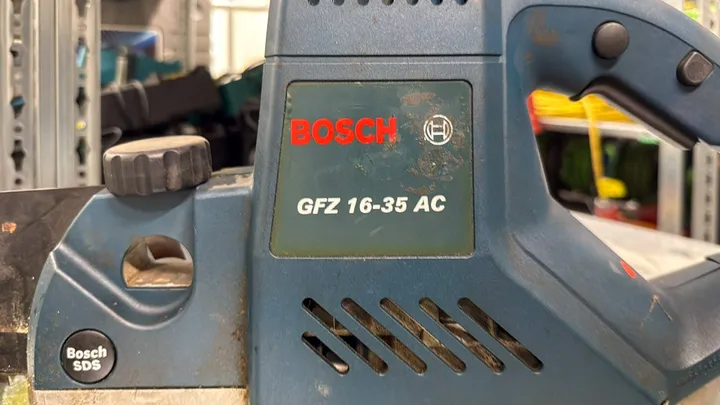 BOSCH
GFZ 16-35 AC
Bosch
SDS